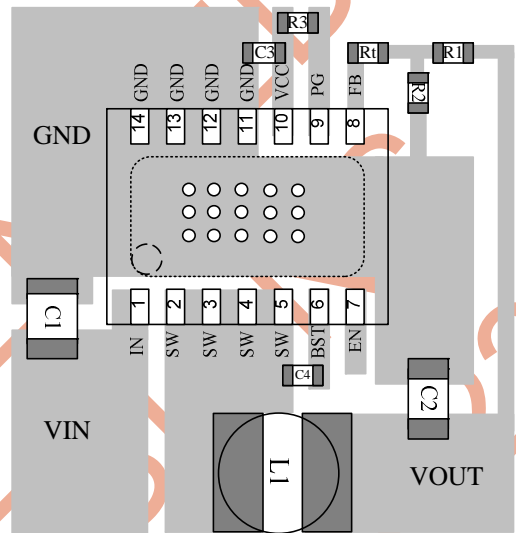 R3
C3
Rt
R1
R2
GND
GND
GND
GND
VCC
PG
FB
GND
14
13
12
11
10
9
8
1
2
3
4
5
6
7
C1
IN
SW
SW
SW
SW
BST
EN
C4
C2
VIN
L1
VOUT